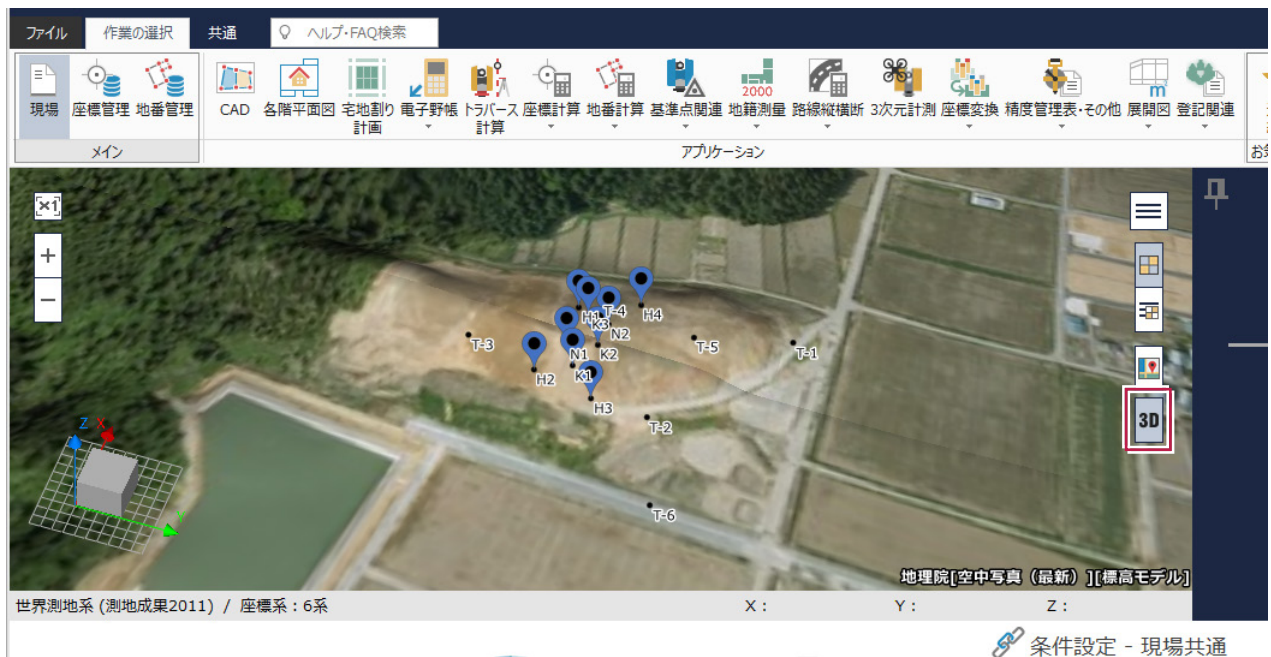 ファイル 作業の選択 共通 ヘルプ・FAQ検索
現場 座標管理 地番管理 CAD 各階平面図 宅地割り計画 電子野帳 トラバース計算 座標計算 地番計算 基準点関連 2000 地籍測量 路線縦横断 3次元計測 座標変換 精度管理表・その他 m 展開図 登記関連
メイン アプリケーション
×1
+
−
H1 T-4 H4
K3 N2
T-3 N1 K2 T-5 T-1
H2 K1
H3
3D
T-2
Z X
Y
T-6
地理院[空中写真（最新）][標高モデル]
世界測地系 (測地成果2011) / 座標系：6系 X： Y： Z：
条件設定 - 現場共通